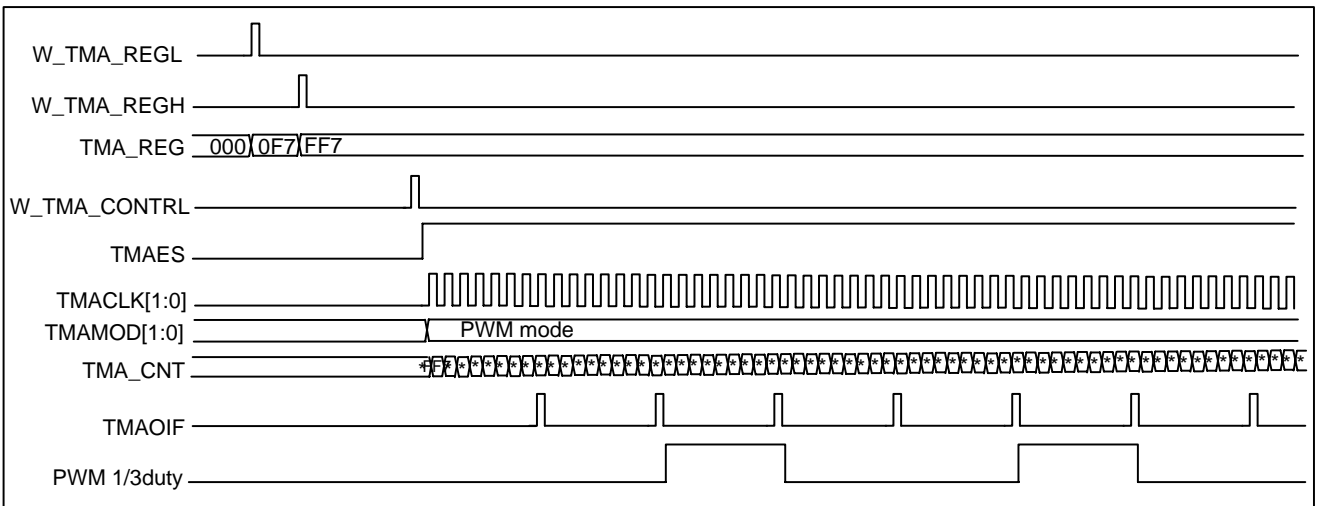 W_TMA_REGL
W_TMA_REGH
TMA_REG 000 0F7 FF7
W_TMA_CONTRL
TMAES
TMACLK[1:0]
TMAMOD[1:0] PWM mode
TMA_CNT
TMAOIF
PWM 1/3duty